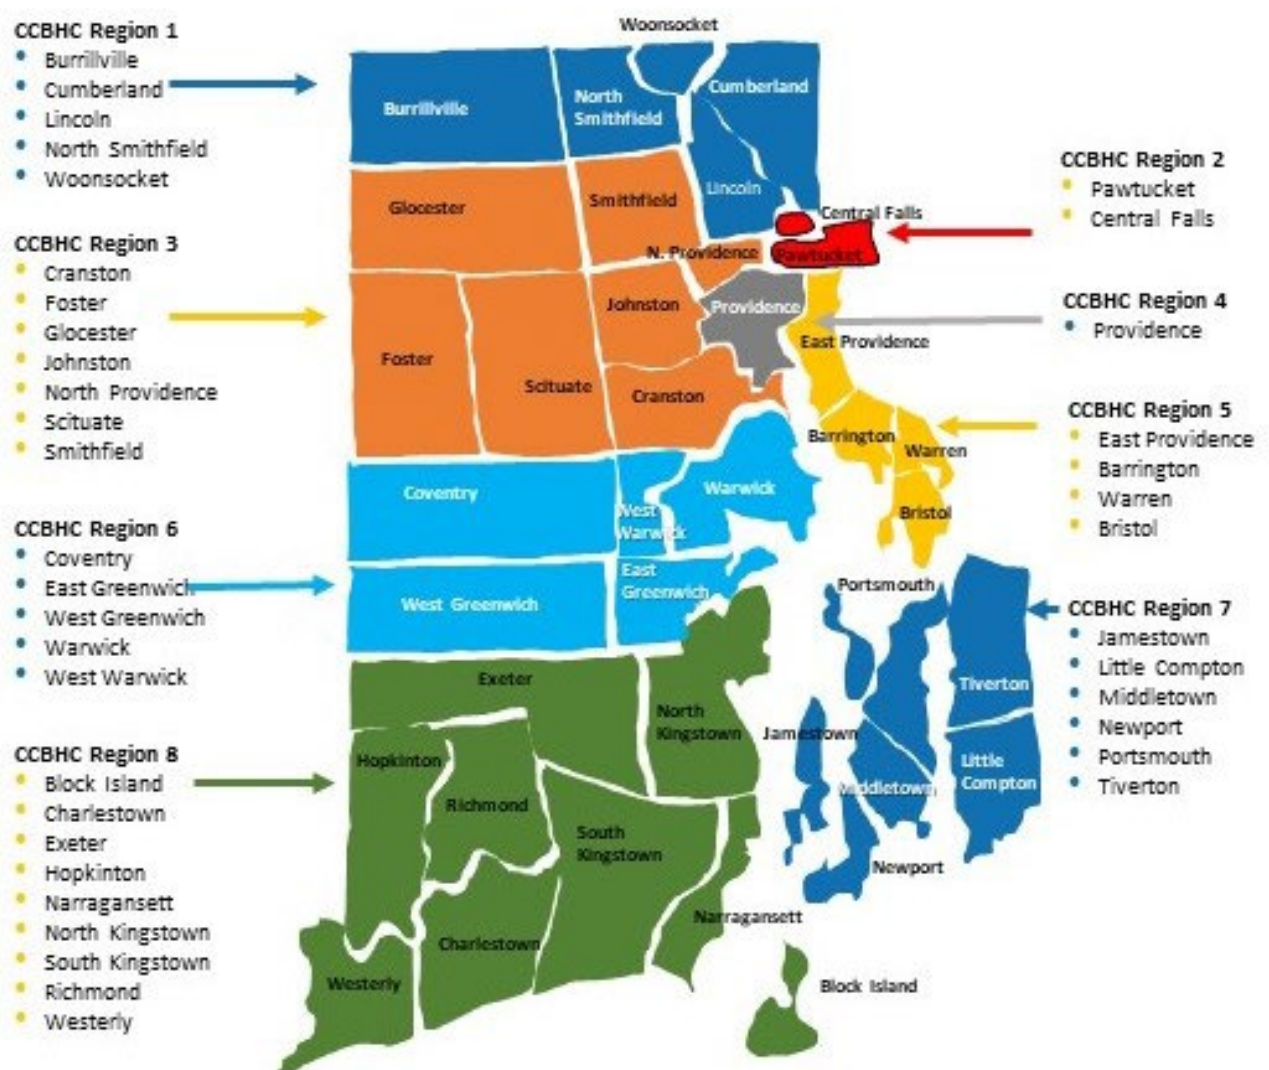 CCBHC Region 1
Burrillville
Cumberland
Lincoln
North Smithfield
Woonsocket
CCBHC Region 3
Cranston
Foster
Glocester
Johnston
North Providence
Scituate
Smithfield
CCBHC Region 6
Coventry
East Greenwich
West Greenwich
Warwick
West Warwick
CCBHC Region 8
Block Island
Charlestown
Exeter
Hopkinton
Narragansett
North Kingstown
South Kingstown
Richmond
Westerly
Woonsocket
Burrillville
North
Smithfield
Cumberland
Lincoln
Glocester
Smithfield
Central Falls
N. Providence
Pawtucket
Foster
Scituate
Johnston
Providence
East Providence
Cranston
Barrington
Warren
Bristol
Coventry
West
Warwick
Warwick
West Greenwich
East
Greenwich
Portsmouth
Exeter
North
Kingstown
Jamestown
Tiverton
Hopkinton
Richmond
Middletown
Little
Compton
South
Kingstown
Newport
Narragansett
Charlestown
Westerly
Block Island
CCBHC Region 2
Pawtucket
Central Falls
CCBHC Region 4
Providence
CCBHC Region 5
East Providence
Barrington
Warren
Bristol
CCBHC Region 7
Jamestown
Little Compton
Middletown
Newport
Portsmouth
Tiverton